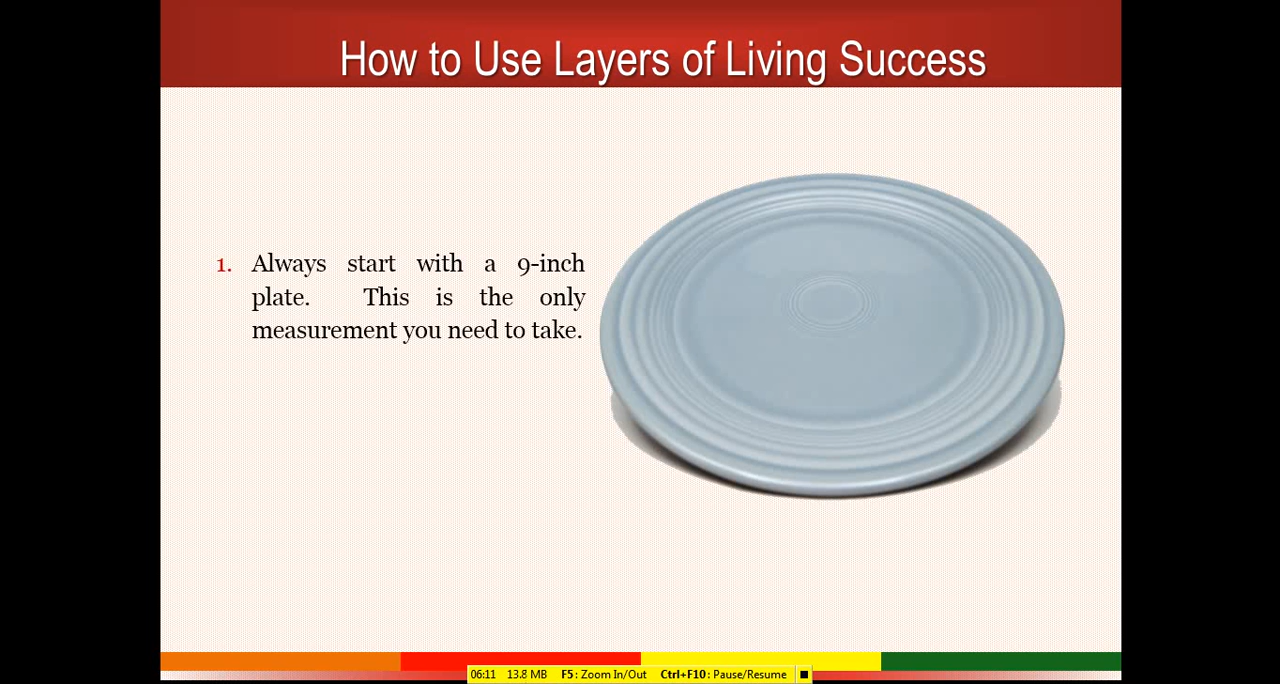 How to Use Layers of Living Success
1. Always start with a 9-inch
plate. This is the only
measurement you need to take.
06:11 13.8 MB F5: Zoom In/Out Ctrl+F10: Pause/Resume